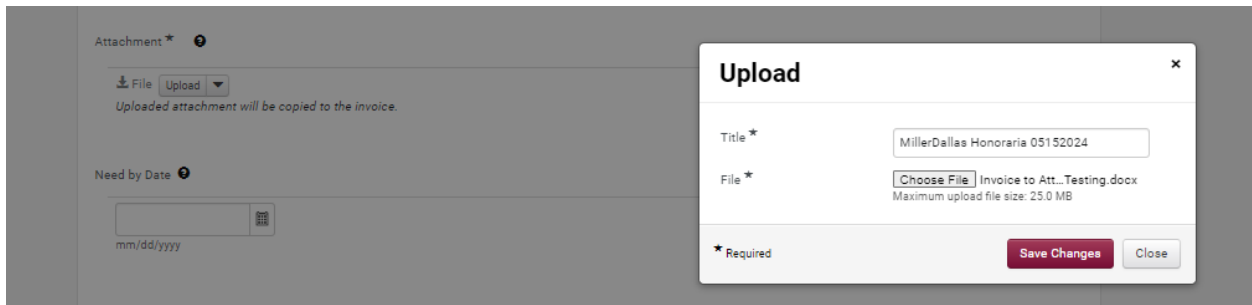 Attachment *
File Upload
Uploaded attachment will be copied to the invoice.
Need by Date
mm/dd/yyyy
Upload ×
Title * MillerDallas Honoraria 05152024
File * Choose File Invoice to Att...Testing.docx
Maximum upload file size: 25.0 MB
* Required Save Changes Close